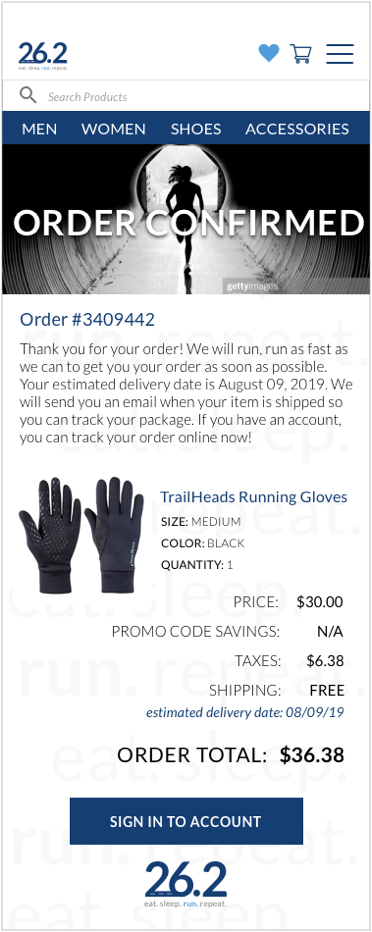 26.2
eat. sleep. run. repeat.
Search Products
MEN WOMEN SHOES ACCESSORIES
ORDER CONFIRMED
gettyimages
Order #3409442
Thank you for your order! We will run, run as fast as
we can to get you your order as soon as possible.
Your estimated delivery date is August 09, 2019. We
will send you an email when your item is shipped so
you can track your package. If you have an account,
you can track your order online now!
TrailHeads Running Gloves
SIZE: MEDIUM
COLOR: BLACK
QUANTITY: 1
PRICE: $30.00
PROMO CODE SAVINGS: N/A
TAXES: $6.38
SHIPPING: FREE
estimated delivery date: 08/09/19
ORDER TOTAL: $36.38
SIGN IN TO ACCOUNT
26.2
eat. sleep. run. repeat.